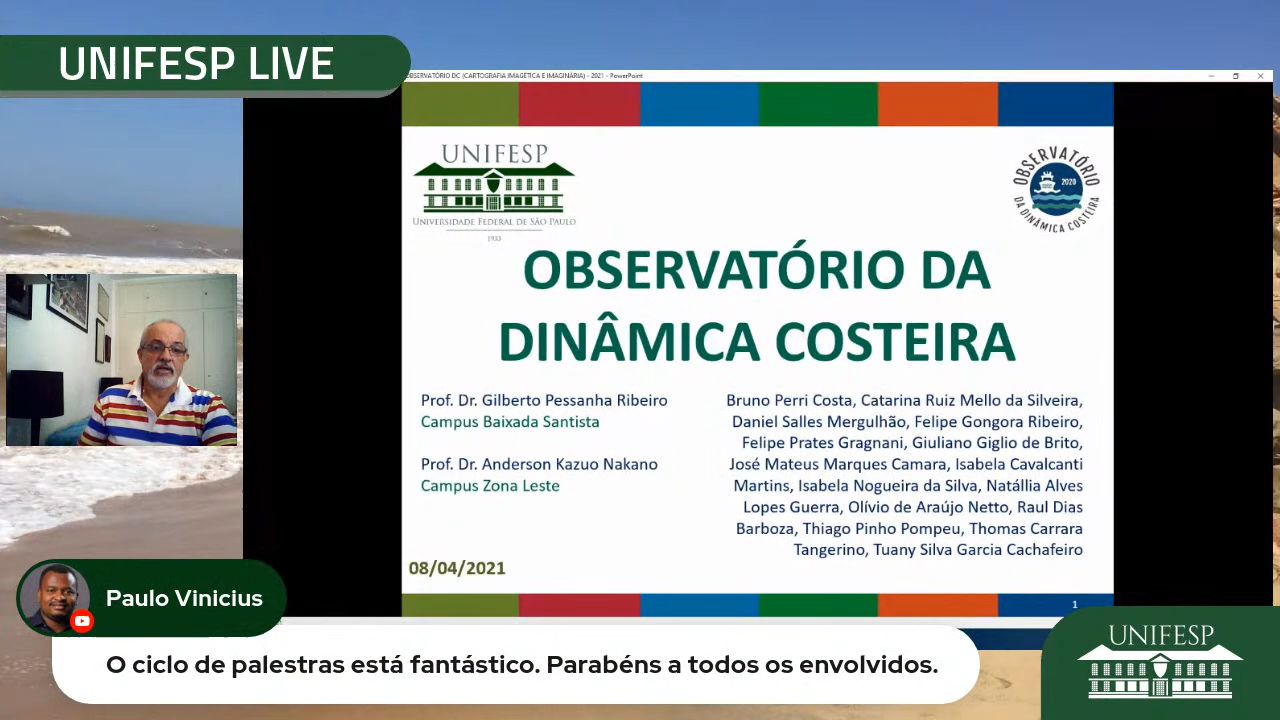 UNIFESP LIVE
OBSERVATÓRIO DC (CARTOGRAFIA IMAGÉTICA E IMAGINÁRIA) - 2021 - PowerPoint
UNIFESP
UNIVERSIDADE FEDERAL DE SÃO PAULO
1933
OBSERVATÓRIO
2020
DA DINÂMICA COSTEIRA
OBSERVATÓRIO DA
DINÂMICA COSTEIRA
Prof. Dr. Gilberto Pessanha Ribeiro
Campus Baixada Santista
Prof. Dr. Anderson Kazuo Nakano
Campus Zona Leste
Bruno Perri Costa, Catarina Ruiz Mello da Silveira,
Daniel Salles Mergulhão, Felipe Gongora Ribeiro,
Felipe Prates Gragnani, Giuliano Giglio de Brito,
José Mateus Marques Camara, Isabela Cavalcanti
Martins, Isabela Nogueira da Silva, Natállia Alves
Lopes Guerra, Olívio de Araújo Netto, Raul Dias
Barboza, Thiago Pinho Pompeu, Thomas Carrara
Tangerino, Tuany Silva Garcia Cachafeiro
08/04/2021
1
Paulo Vinicius
O ciclo de palestras está fantástico. Parabéns a todos os envolvidos.
UNIFESP